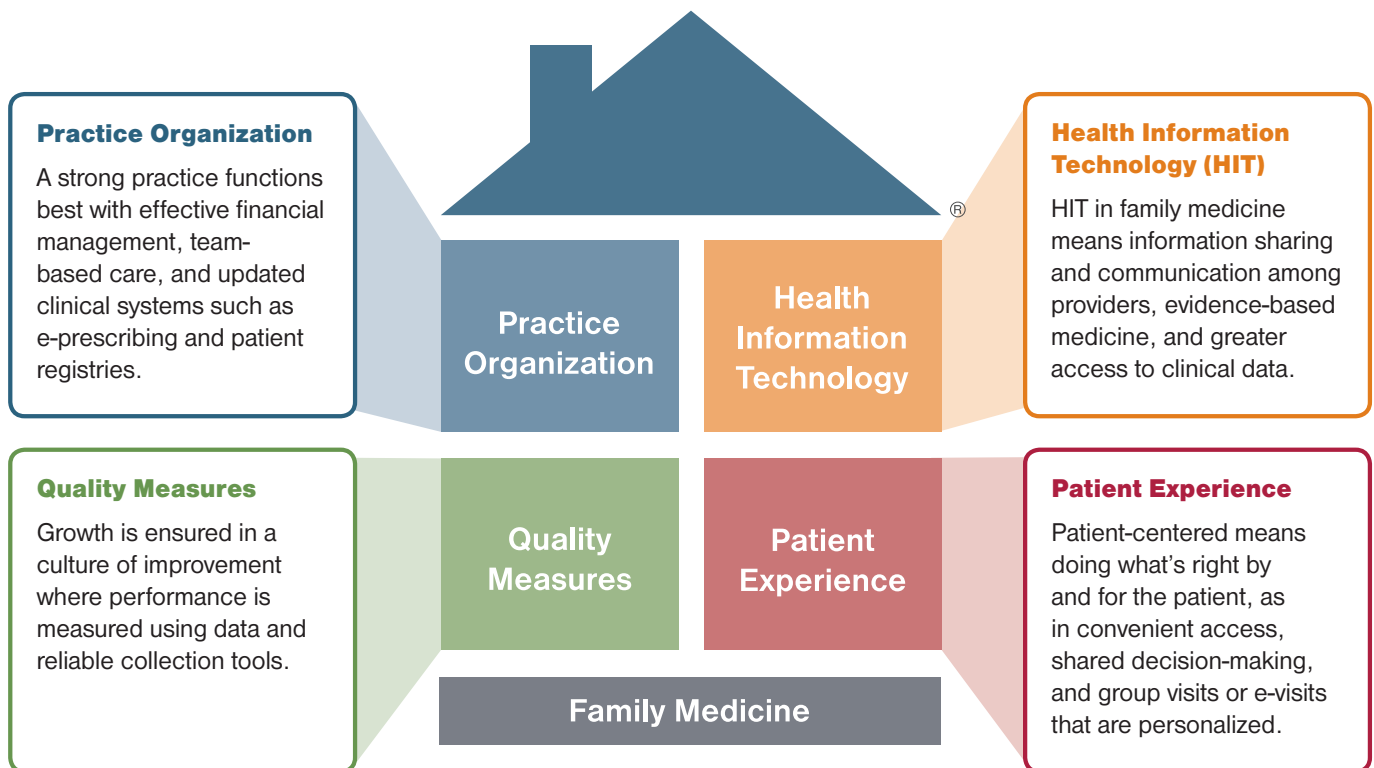 Practice Organization
A strong practice functions
best with effective financial
management, team-
based care, and updated
clinical systems such as
e-prescribing and patient
registries.
Health Information
Technology (HIT)
HIT in family medicine
means information sharing
and communication among
providers, evidence-based
medicine, and greater
access to clinical data.
®
Practice
Organization
Health
Information
Technology
Quality Measures
Growth is ensured in a
culture of improvement
where performance is
measured using data and
reliable collection tools.
Quality
Measures
Patient
Experience
Patient Experience
Patient-centered means
doing what's right by
and for the patient, as
in convenient access,
shared decision-making,
and group visits or e-visits
that are personalized.
Family Medicine